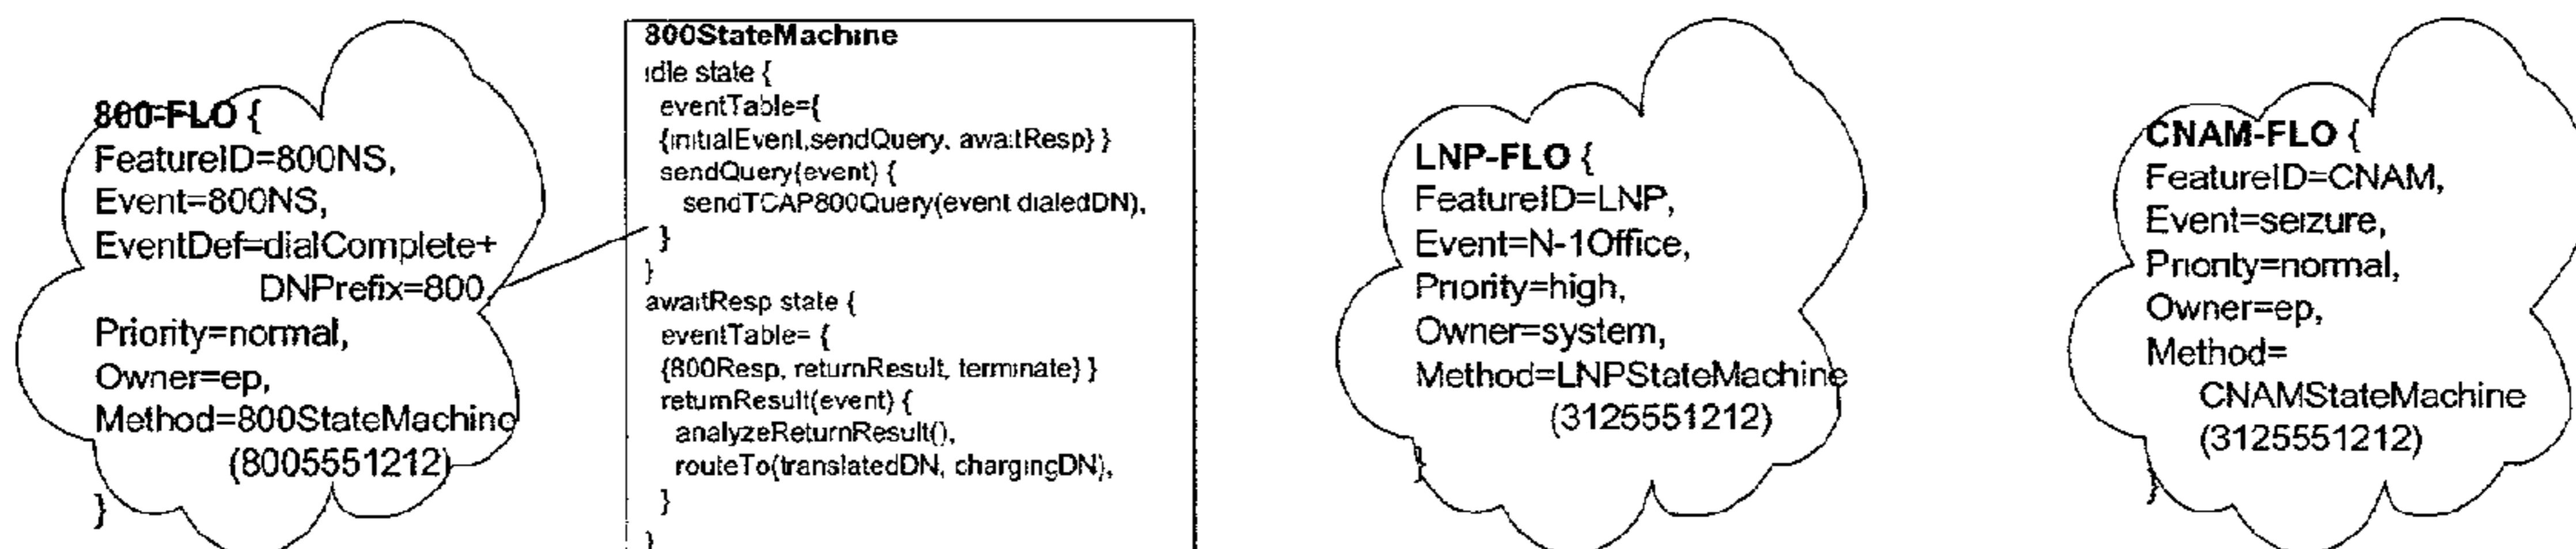 800-FLO {
FeatureID=800NS,
Event=800NS,
EventDef=dialComplete+
DNPrefix=800
Priority=normal,
Owner=ep,
Method=800StateMachine
(8005551212)
}
800StateMachine
idle state {
eventTable={
{initialEvent,sendQuery, awaitResp} }
sendQuery(event) {
sendTCAP800Query(event dialedDN),
}
}
awaitResp state {
eventTable= {
{800Resp, returnResult, terminate} }
returnResult(event) {
analyzeReturnResult(),
routeTo(translatedDN, chargingDN),
}
}
LNP-FLO {
FeatureID=LNP,
Event=N-1Office,
Priority=high,
Owner=system,
Method=LNPStateMachine
(3125551212)
}
CNAM-FLO {
FeatureID=CNAM,
Event=seizure,
Priority=normal,
Owner=ep,
Method=
CNAMStateMachine
(3125551212)
}